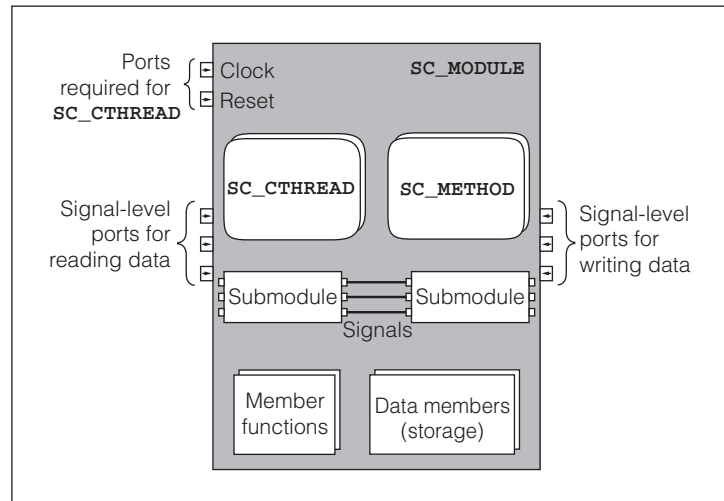 Ports
required for
SC_CTHREAD
Clock
Reset
SC_MODULE
SC_CTHREAD
SC_METHOD
Signal-level
ports for
reading data
Signal-level
ports for
writing data
Submodule
Submodule
Signals
Member
functions
Data members
(storage)